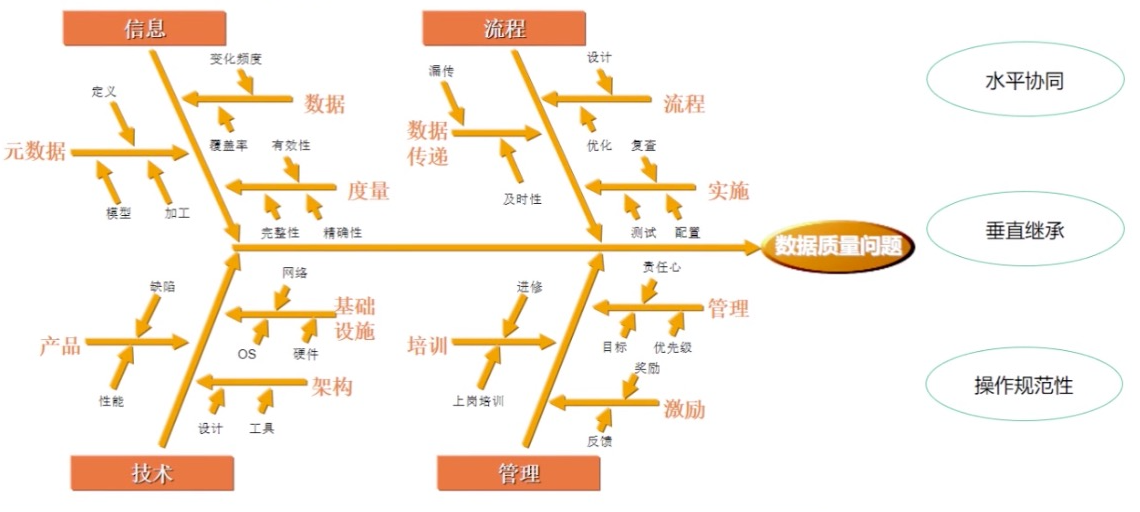 信息
变化频度
定义
数据
元数据
覆盖率
有效性
度量
模型
加工
完整性
精确性
流程
设计
漏传
流程
数据
传递
优化
复查
实施
及时性
测试
配置
数据质量问题
网络
缺陷
基础
设施
产品
OS
硬件
架构
性能
设计
工具
技术
责任心
进修
管理
培训
目标
优先级
奖励
上岗培训
激励
反馈
管理
水平协同
垂直继承
操作规范性